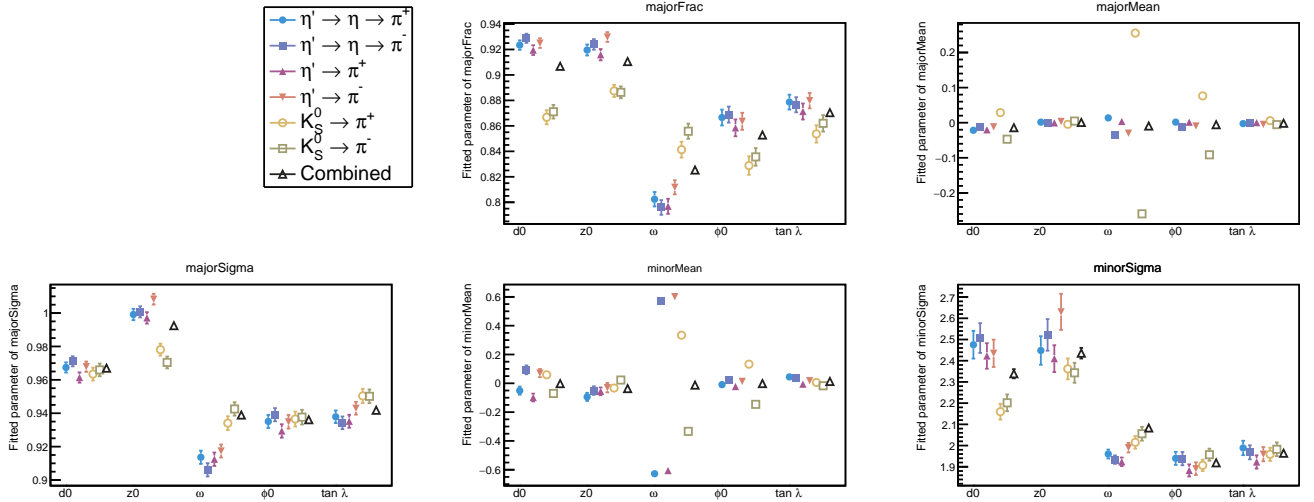 η' → η → π⁺
η' → η → π⁻
η' → π⁺
η' → π⁻
K⁰_S → π⁺
K⁰_S → π⁻
Combined
majorFrac
Fitted parameter of majorFrac
0.94
0.92
0.9
0.88
0.86
0.84
0.82
0.8
d0 z0 ω ϕ0 tan λ
majorMean
Fitted parameter of majorMean
0.2
0.1
0
−0.1
−0.2
d0 z0 ω ϕ0 tan λ
majorSigma
Fitted parameter of majorSigma
1
0.98
0.96
0.94
0.92
0.9
d0 z0 ω ϕ0 tan λ
minorMean
Fitted parameter of minorMean
0.6
0.4
0.2
0
−0.2
−0.4
−0.6
d0 z0 ω ϕ0 tan λ
minorSigma
Fitted parameter of minorSigma
2.7
2.6
2.5
2.4
2.3
2.2
2.1
2
1.9
d0 z0 ω ϕ0 tan λ